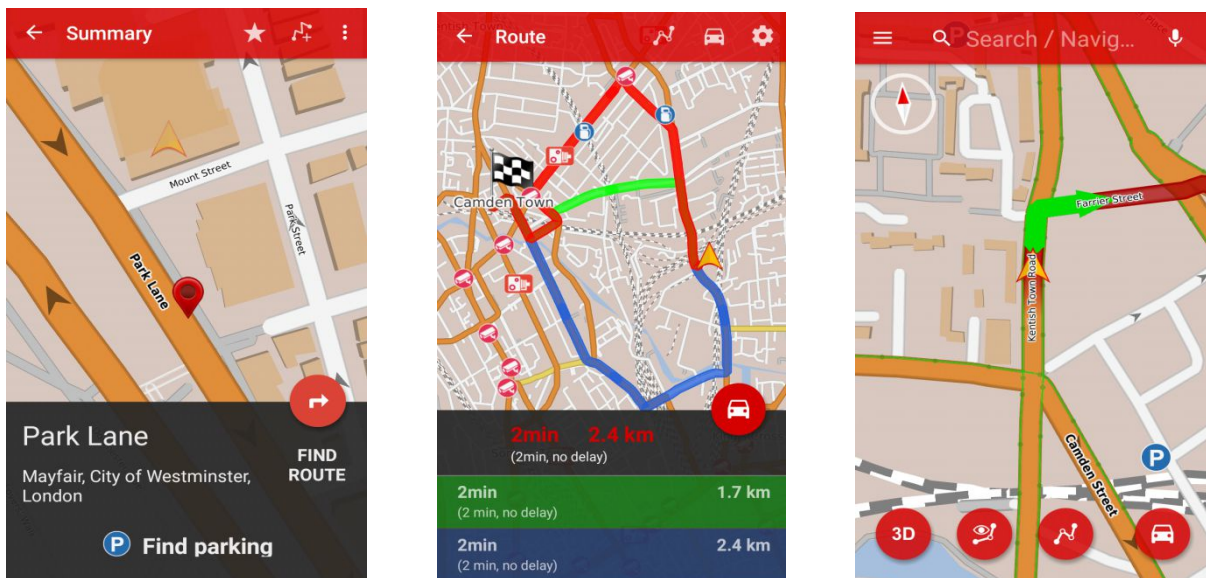 Summary
Mount Street
Park Street
Park Lane
Park Lane
Mayfair, City of Westminster,
London
FIND
ROUTE
P Find parking
Route
Camden Town
2min 2.4 km
(2min, no delay)
2min 1.7 km
(2 min, no delay)
2min 2.4 km
(2 min, no delay)
Search / Navig...
Farrier Street
Kentish Town Road
Camden Street
P
3D